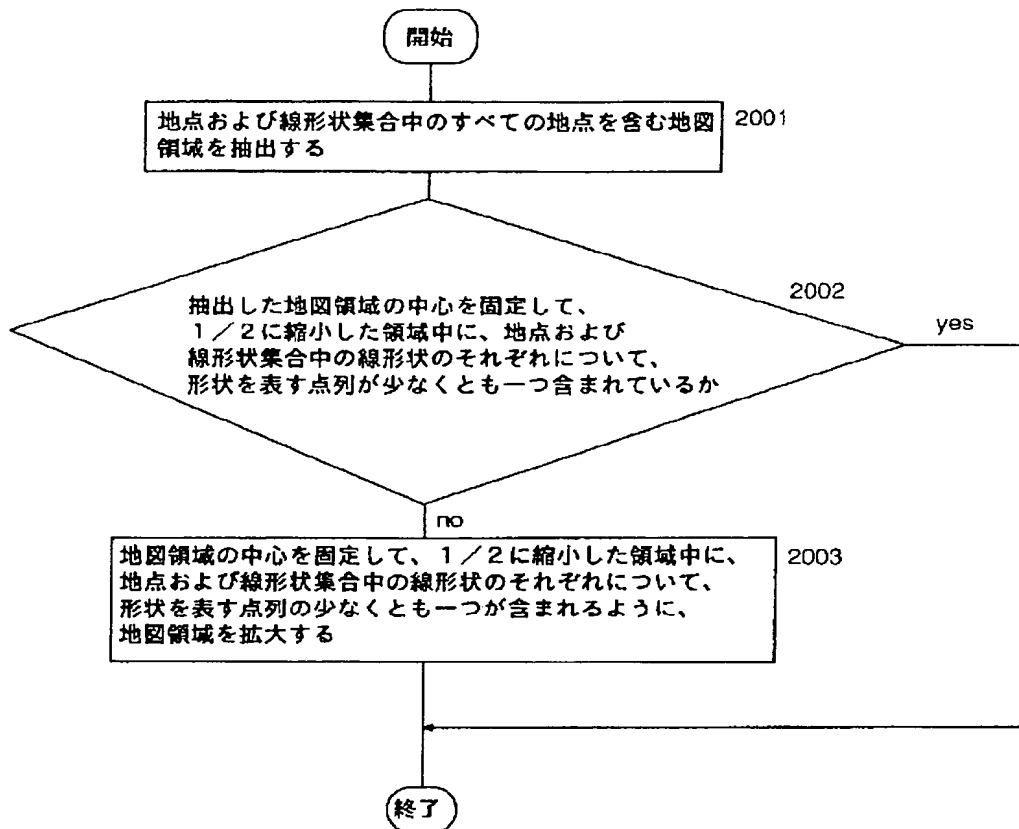 開始
地点および線形状集合中のすべての地点を含む地図
領域を抽出する
2001
抽出した地図領域の中心を固定して、
1／2に縮小した領域中に、地点および
線形状集合中の線形状のそれぞれについて、
形状を表す点列が少なくとも一つ含まれているか
2002
yes
no
地図領域の中心を固定して、1／2に縮小した領域中に、
地点および線形状集合中の線形状のそれぞれについて、
形状を表す点列の少なくとも一つが含まれるように、
地図領域を拡大する
2003
終了